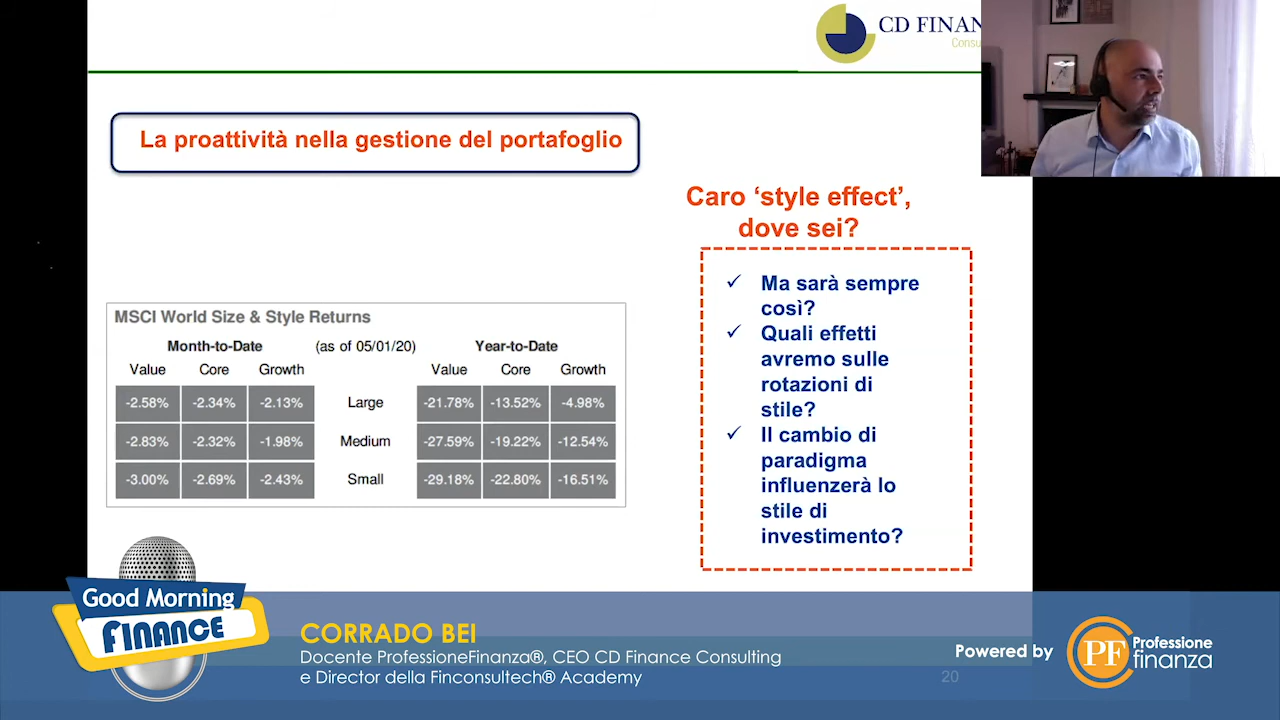 CD FINAN
Consu
La proattività nella gestione del portafoglio
Caro ‘style effect’,
dove sei?
✓ Ma sarà sempre
così?
✓ Quali effetti
avremo sulle
rotazioni di
stile?
✓ Il cambio di
paradigma
influenzerà lo
stile di
investimento?
MSCI World Size & Style Returns
Month-to-Date (as of 05/01/20) Year-to-Date
Value Core Growth Value Core Growth
-2.58% -2.34% -2.13% Large -21.78% -13.52% -4.98%
-2.83% -2.32% -1.98% Medium -27.59% -19.22% -12.54%
-3.00% -2.69% -2.43% Small -29.18% -22.80% -16.51%
Good Morning
FINANCE
CORRADO BEI
Docente ProfessioneFinanza®, CEO CD Finance Consulting
e Director della Finconsultech® Academy
Powered by
PF
Professione
finanza
20